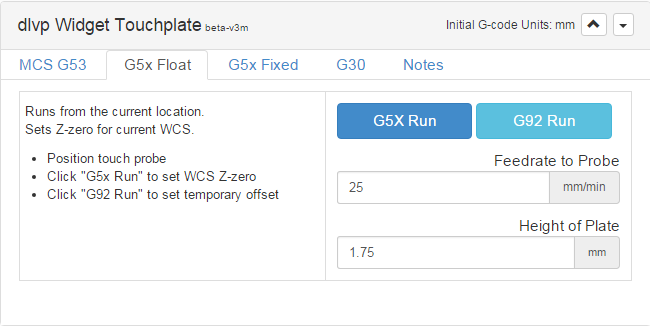 dlvp Widget Touchplate beta-v3m
Initial G-code Units: mm
MCS G53 G5x Float G5x Fixed G30 Notes
Runs from the current location.
Sets Z-zero for current WCS.
• Position touch probe
• Click "G5x Run" to set WCS Z-zero
• Click "G92 Run" to set temporary offset
G5X Run G92 Run
Feedrate to Probe
25 mm/min
Height of Plate
1.75 mm